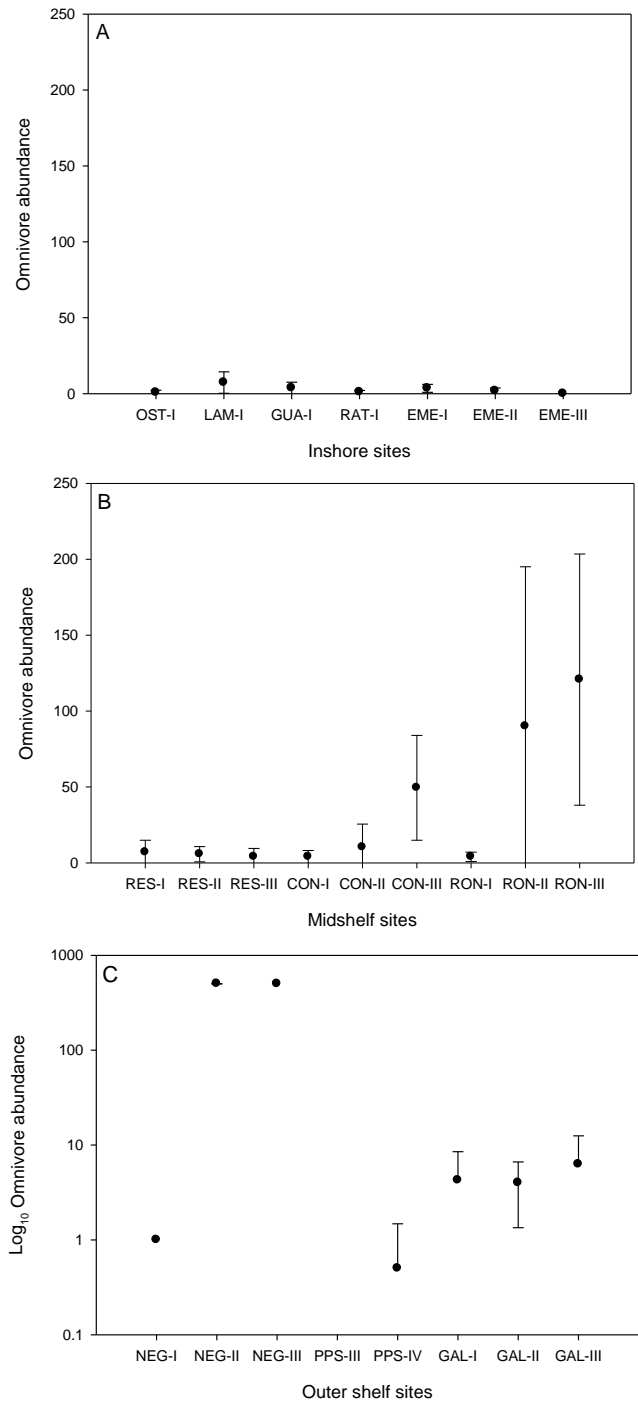 A
250
200
150
100
50
0
Omnivore abundance
OST-I LAM-I GUA-I RAT-I EME-I EME-II EME-III
Inshore sites
B
250
200
150
100
50
0
Omnivore abundance
RES-I RES-II RES-III CON-I CON-II CON-III RON-I RON-II RON-III
Midshelf sites
C
1000
100
10
1
0.1
Log₁₀ Omnivore abundance
NEG-I NEG-II NEG-III PPS-III PPS-IV GAL-I GAL-II GAL-III
Outer shelf sites